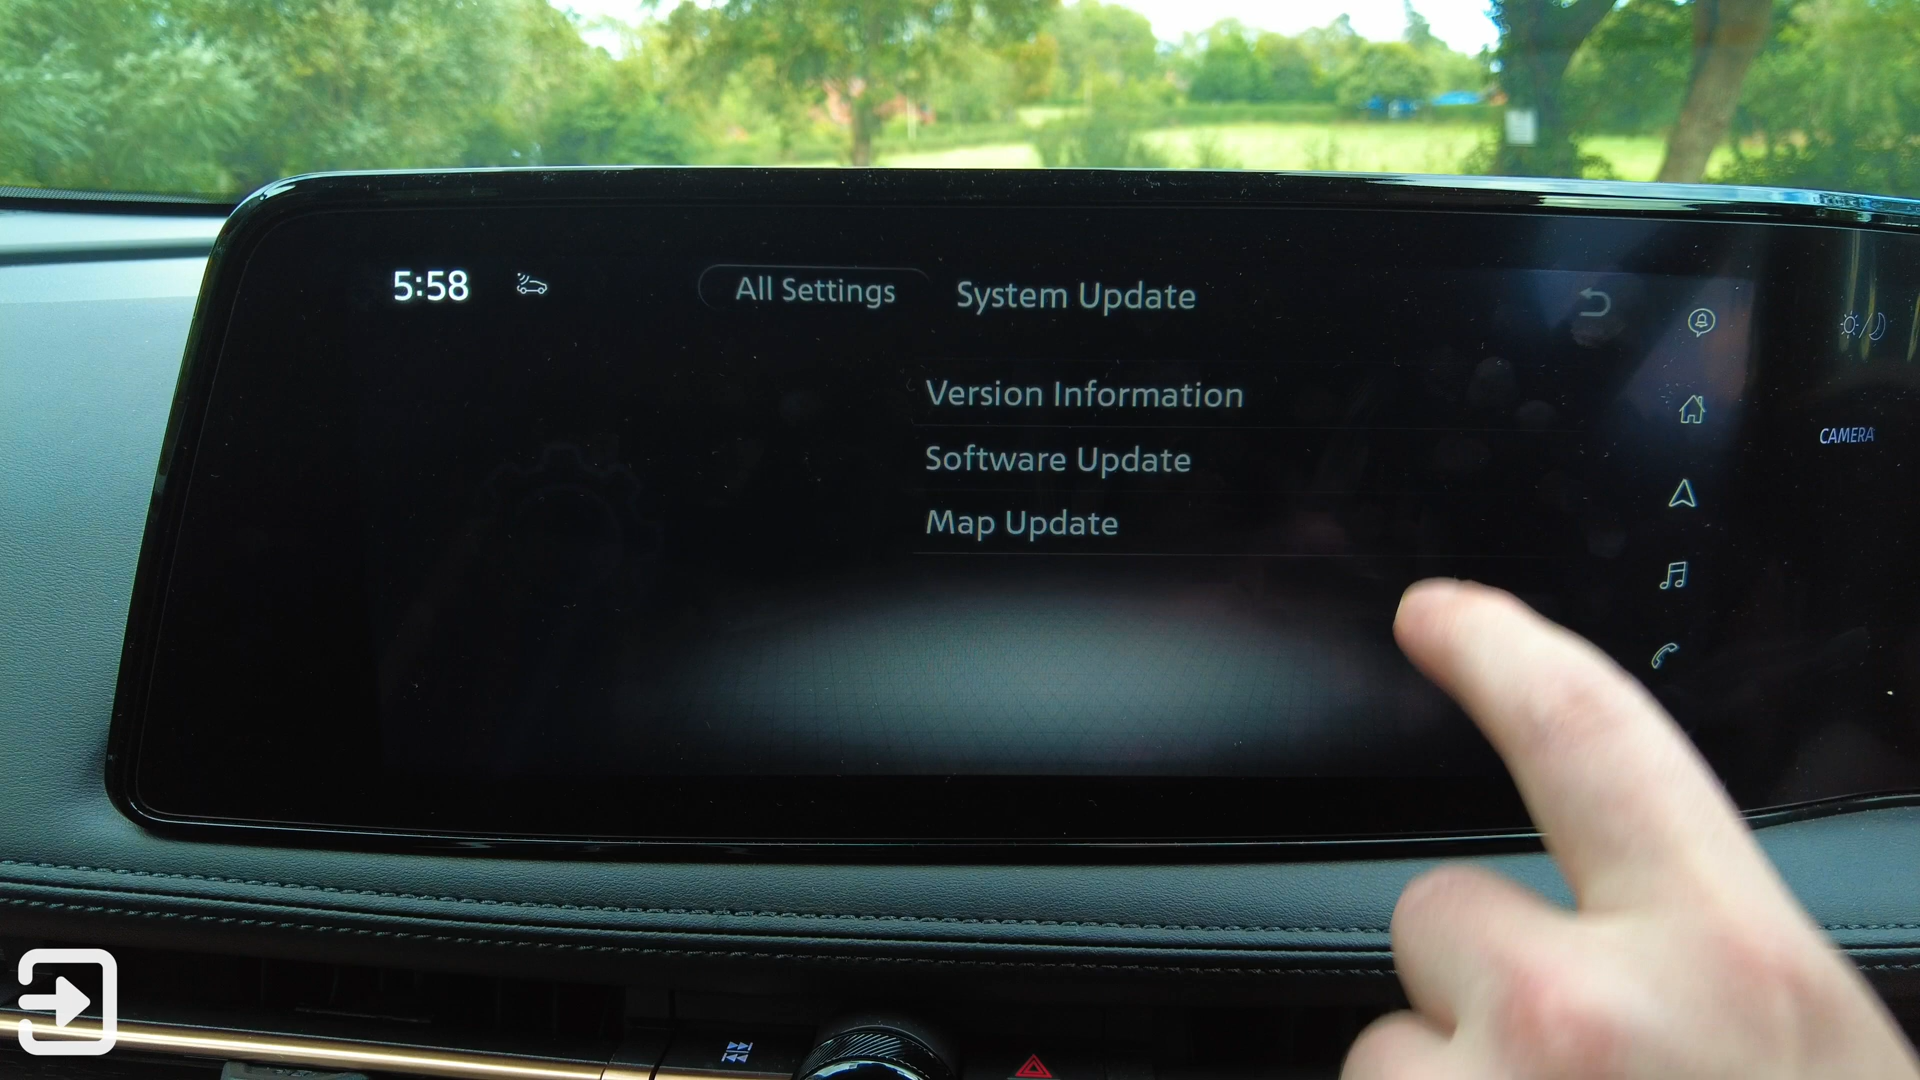 5:58
All Settings
System Update
Version Information
Software Update
Map Update
CAMERA